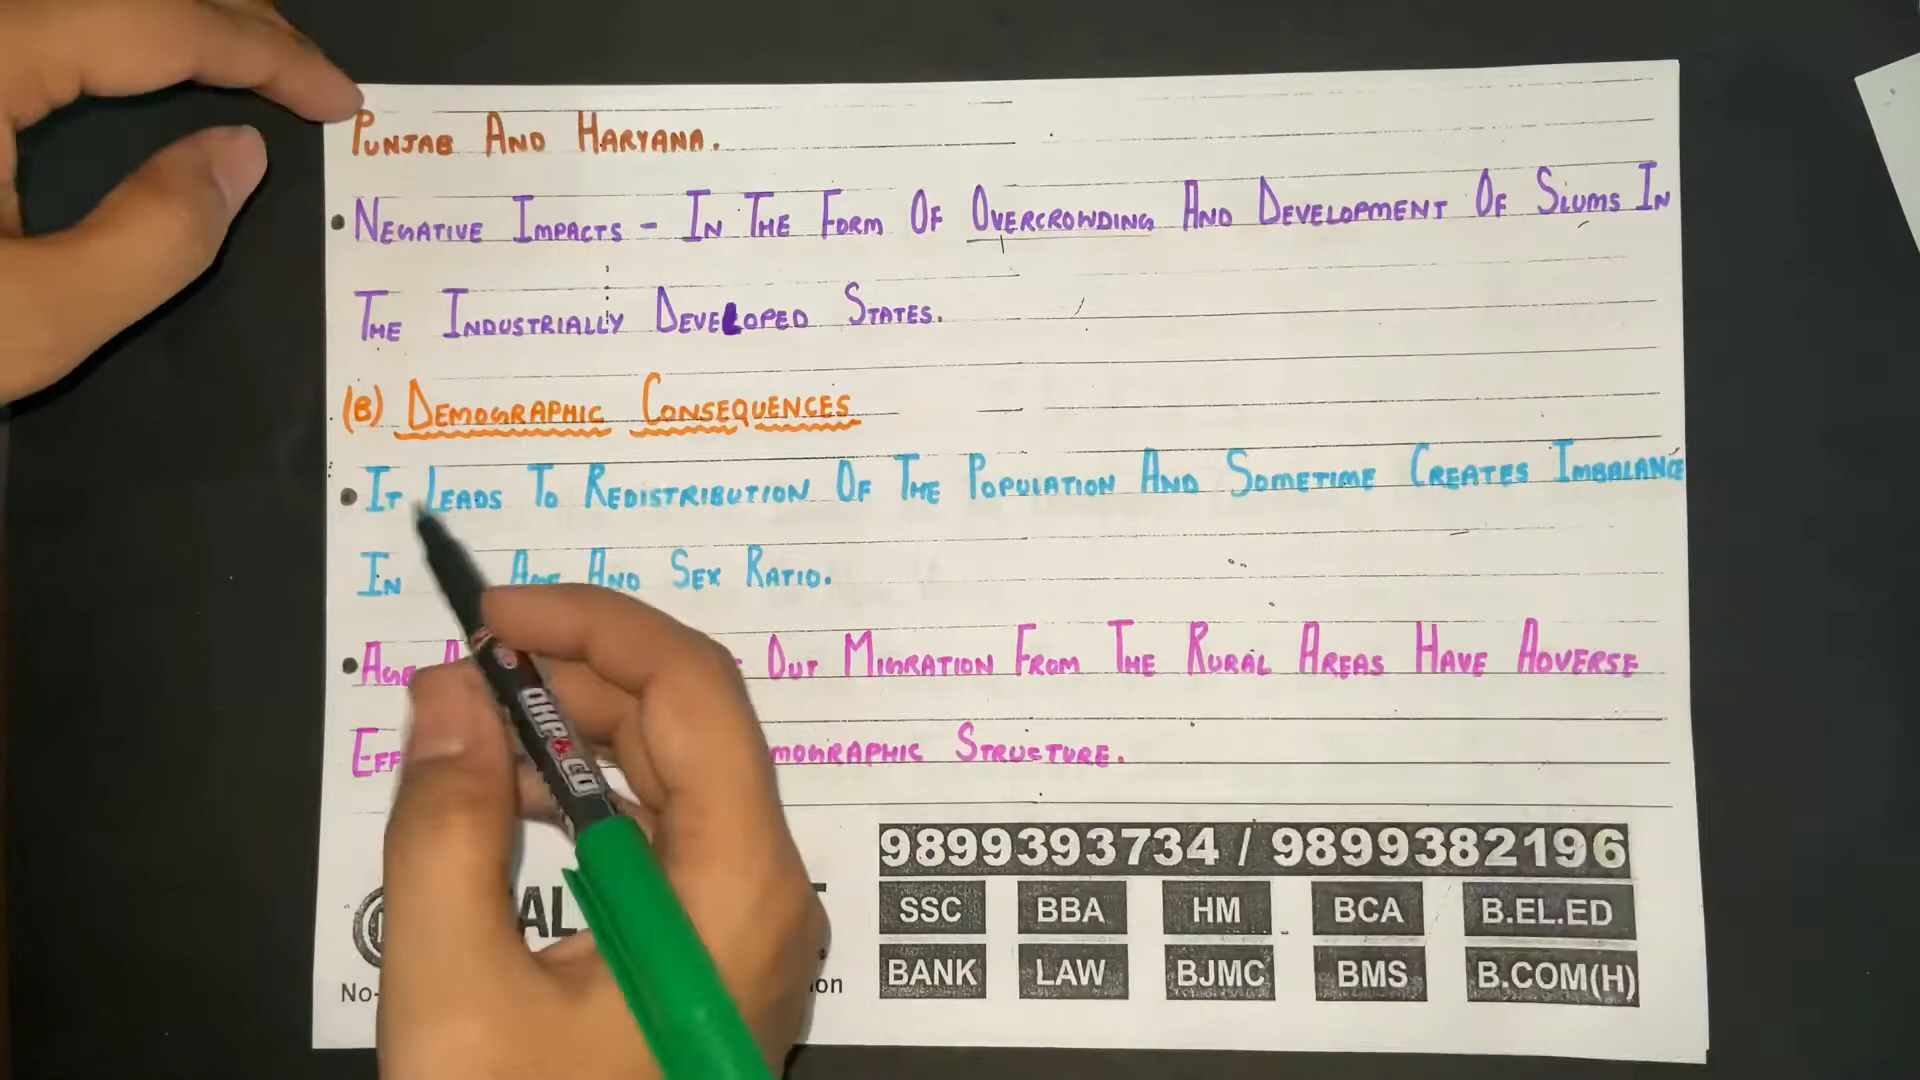 PUNJAB AND HARYANA.
• NEGATIVE IMPACTS - IN THE FORM OF OVERCROWDING AND DEVELOPMENT OF SLUMS IN
THE INDUSTRIALLY DEVELOPED STATES.
(B) DEMOGRAPHIC CONSEQUENCES
• IT LEADS TO REDISTRIBUTION OF THE POPULATION AND SOMETIME CREATES IMBALANCE
IN AGE AND SEX RATIO.
• AGE OUT MIGRATION FROM THE RURAL AREAS HAVE ADVERSE
STRUCTURE.
9899393734 / 9899382196
SSC BBA HM BCA B.EL.ED
BANK LAW BJMC BMS B.COM(H)
No-